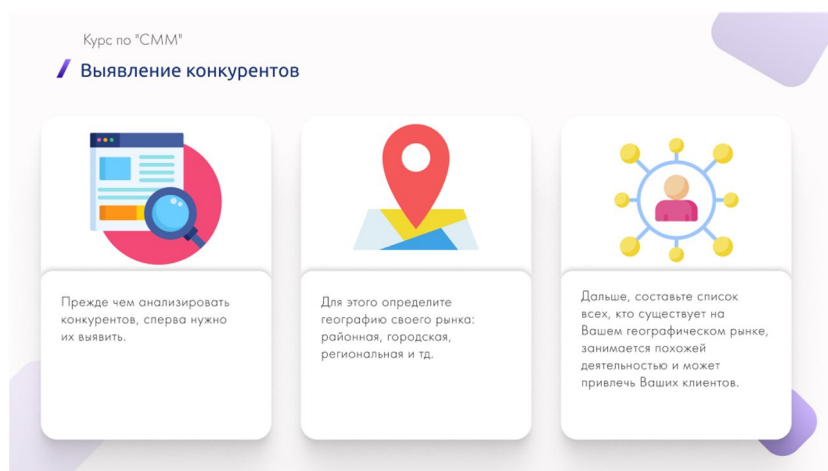 Курс по "СММ"
Выявление конкурентов
Прежде чем анализировать
конкурентов, сперва нужно
их выявить.
Для этого определите
географию своего рынка:
районная, городская,
региональная и тд.
Дальше, составьте список
всех, кто существует на
Вашем географическом рынке,
занимается похожей
деятельностью и может
привлечь Ваших клиентов.